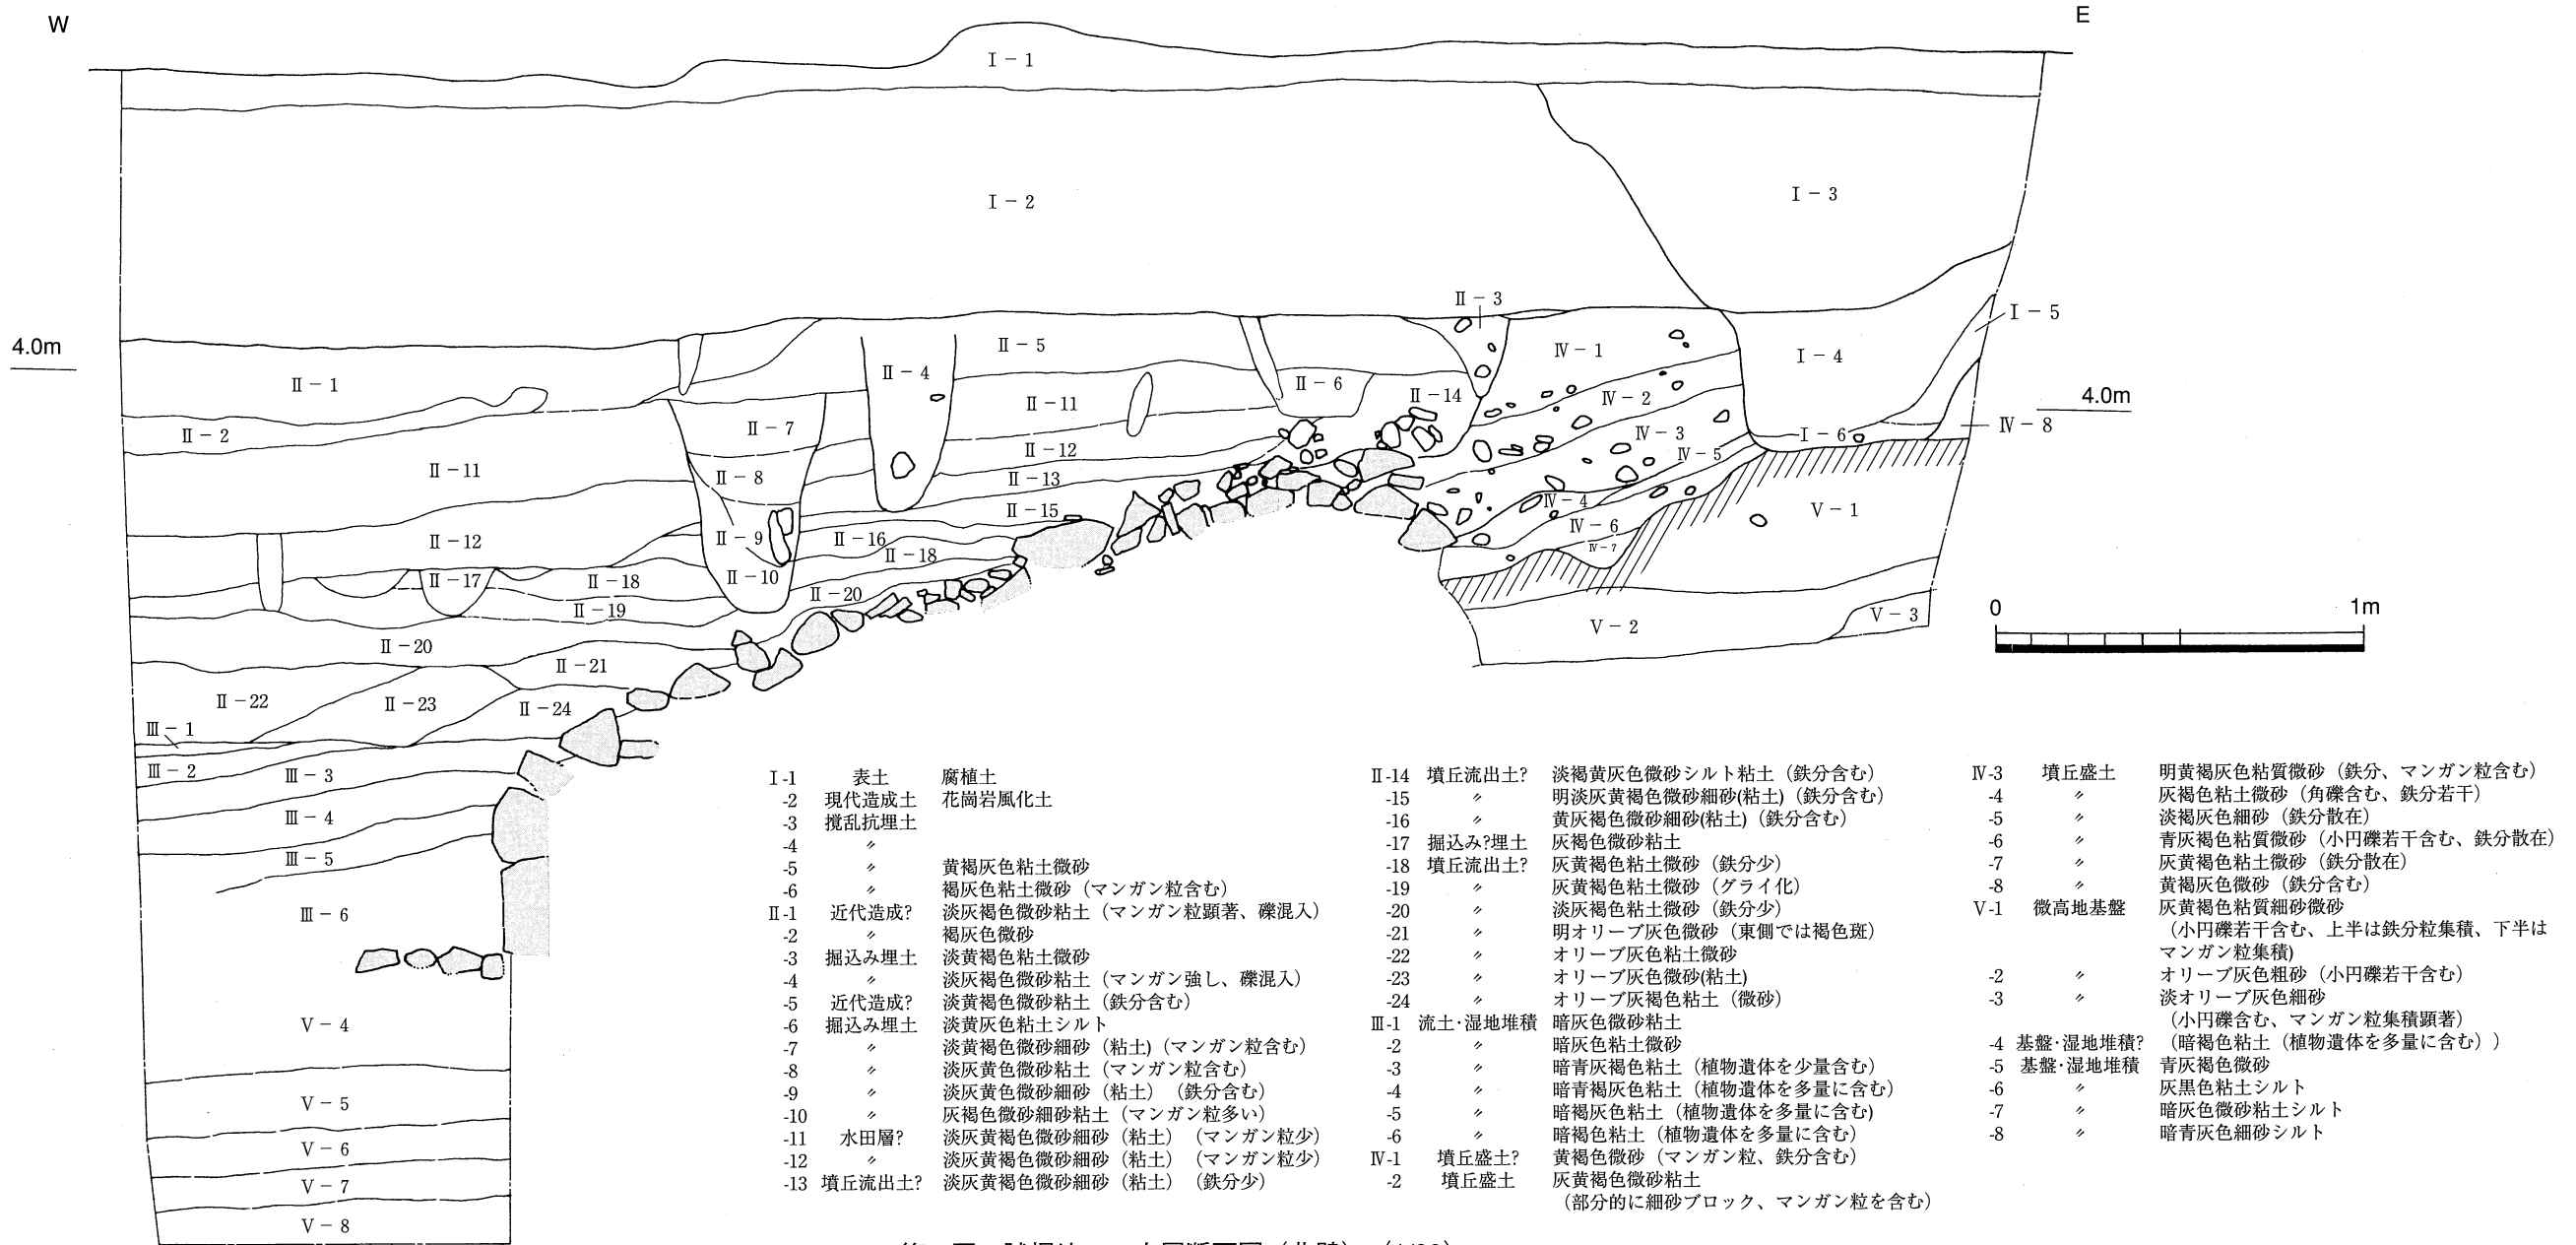 W
E
I-1
I-2
I-3
II-3
I-5
4.0m
II-5
IV-1
I-4
II-1
II-4
II-6
II-14
IV-2
4.0m
II-11
II-7
II-2
IV-3
I-6
IV-8
II-12
IV-5
II-11
II-8
II-13
IV-4
V-1
II-15
IV-6
II-12
II-9
II-16
IV-7
II-18
II-17
II-18
II-10
II-20
II-19
0
1m
V-3
V-2
II-20
II-21
II-22
II-23
II-24
III-1
III-2
III-3
III-4
III-5
III-6
V-4
V-5
V-6
V-7
V-8
I-1 表土 腐植土
-2 現代造成土 花崗岩風化土
-3 撹乱抗埋土
-4 〃
-5 〃 黄褐灰色粘土微砂
-6 〃 褐灰色粘土微砂（マンガン粒含む）
II-1 近代造成? 淡灰褐色微砂粘土（マンガン粒顕著、礫混入）
-2 〃 褐灰色微砂
-3 掘込み埋土 淡黄褐色粘土微砂
-4 〃 淡灰褐色微砂粘土（マンガン強し、礫混入）
-5 近代造成? 淡黄褐色微砂粘土（鉄分含む）
-6 掘込み埋土 淡黄灰色粘土シルト
-7 〃 淡黄褐色微砂細砂（粘土）（マンガン粒含む）
-8 〃 淡灰黄色微砂粘土（マンガン粒含む）
-9 〃 淡灰黄色微砂細砂（粘土）（鉄分含む）
-10 〃 灰褐色微砂細砂粘土（マンガン粒多い）
-11 水田層? 淡灰黄褐色微砂細砂（粘土）（マンガン粒少）
-12 〃 淡灰黄褐色微砂細砂（粘土）（マンガン粒少）
-13 墳丘流出土? 淡灰黄褐色微砂細砂（粘土）（鉄分少）
II-14 墳丘流出土? 淡褐黄灰色微砂シルト粘土（鉄分含む）
-15 〃 明淡灰黄褐色微砂細砂(粘土)（鉄分含む）
-16 〃 黄灰褐色微砂細砂(粘土)（鉄分含む）
-17 掘込み?埋土 灰褐色微砂粘土
-18 墳丘流出土? 灰黄褐色粘土微砂（鉄分少）
-19 〃 灰黄褐色粘土微砂（グライ化）
-20 〃 淡灰褐色粘土微砂（鉄分少）
-21 〃 明オリーブ灰色微砂（東側では褐色斑）
-22 〃 オリーブ灰色粘土微砂
-23 〃 オリーブ灰色微砂(粘土)
-24 〃 オリーブ灰褐色粘土（微砂）
III-1 流土・湿地堆積 暗灰色微砂粘土
-2 〃 暗灰色粘土微砂
-3 〃 暗青灰褐色粘土（植物遺体を少量含む）
-4 〃 暗青褐灰色粘土（植物遺体を多量に含む）
-5 〃 暗褐灰色粘土（植物遺体を多量に含む）
-6 〃 暗褐色粘土（植物遺体を多量に含む）
IV-1 墳丘盛土? 黄褐色微砂（マンガン粒、鉄分含む）
-2 墳丘盛土 灰黄褐色微砂粘土
（部分的に細砂ブロック、マンガン粒を含む）
IV-3 墳丘盛土 明黄褐灰色粘質微砂（鉄分、マンガン粒含む）
-4 〃 灰褐色粘土微砂（角礫含む、鉄分若干）
-5 〃 淡褐灰色細砂（鉄分散在）
-6 〃 青灰褐色粘質微砂（小円礫若干含む、鉄分散在）
-7 〃 灰黄褐色粘土微砂（鉄分散在）
-8 〃 黄褐灰色微砂（鉄分含む）
V-1 微高地基盤 灰黄褐色粘質細砂微砂
（小円礫若干含む、上半は鉄分粒集積、下半は
マンガン粒集積）
-2 〃 オリーブ灰色粗砂（小円礫若干含む）
-3 〃 淡オリーブ灰色細砂
（小円礫含む、マンガン粒集積顕著）
-4 基盤・湿地堆積? （暗褐色粘土（植物遺体を多量に含む））
-5 基盤・湿地堆積 青灰褐色微砂
-6 〃 灰黒色粘土シルト
-7 〃 暗灰色微砂粘土シルト
-8 〃 暗青灰色細砂シルト